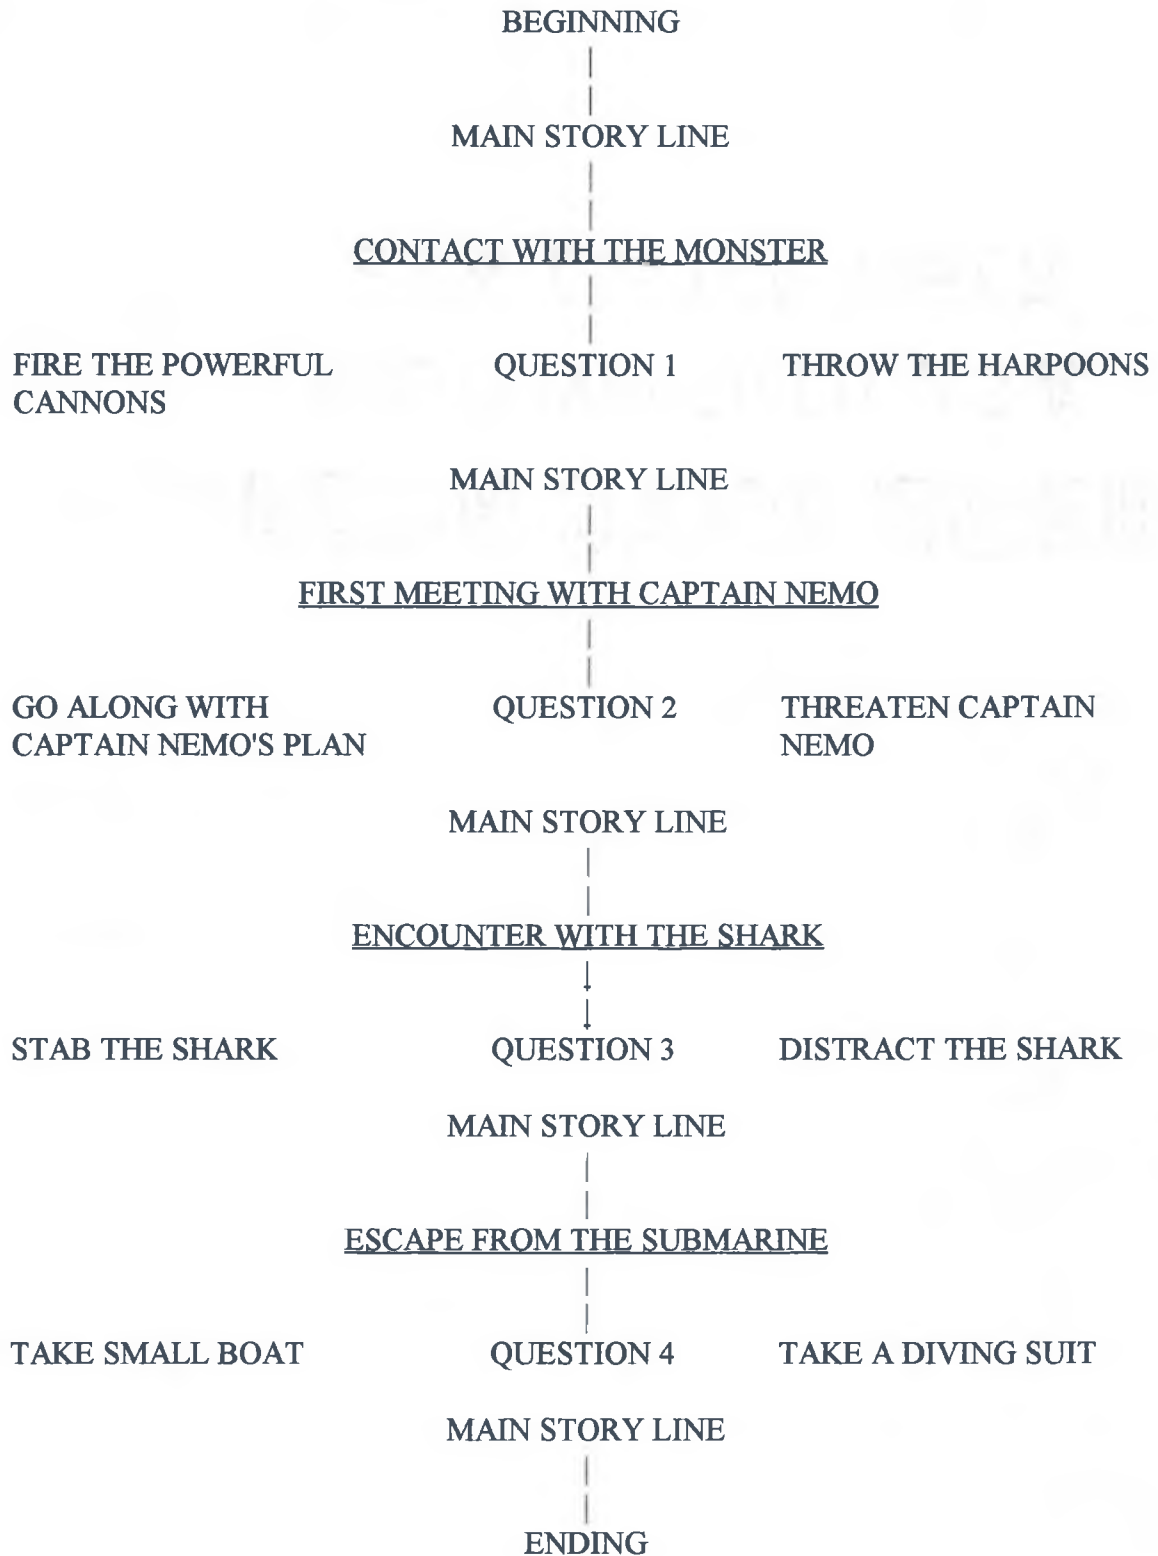 BEGINNING
MAIN STORY LINE
CONTACT WITH THE MONSTER
FIRE THE POWERFUL CANNONS
QUESTION 1
THROW THE HARPOONS
MAIN STORY LINE
FIRST MEETING WITH CAPTAIN NEMO
GO ALONG WITH
CAPTAIN NEMO'S PLAN
QUESTION 2
THREATEN CAPTAIN
NEMO
MAIN STORY LINE
ENCOUNTER WITH THE SHARK
STAB THE SHARK
QUESTION 3
DISTRACT THE SHARK
MAIN STORY LINE
ESCAPE FROM THE SUBMARINE
TAKE SMALL BOAT
QUESTION 4
TAKE A DIVING SUIT
MAIN STORY LINE
ENDING